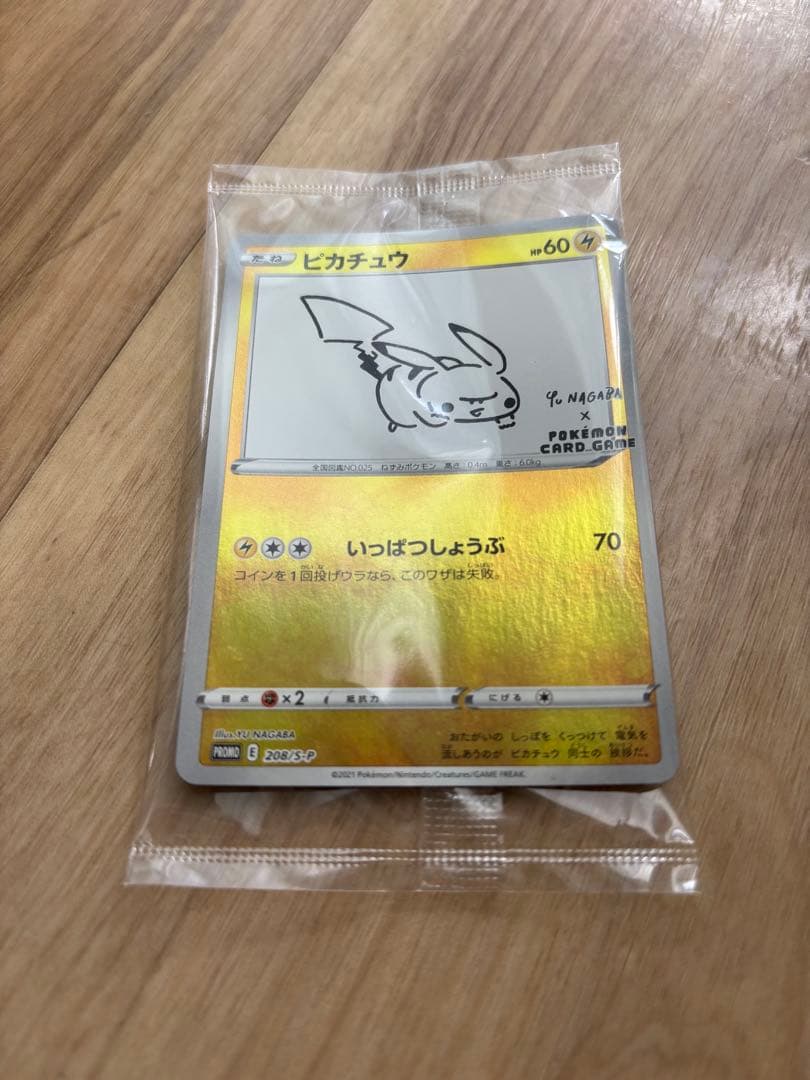 たね ピカチュウ HP60
Yu NAGABA
×
POKÉMON
CARD GAME
全国図鑑NO.025 ねずみポケモン 高さ:0.4m 重さ:6.0kg
いっぱつしょうぶ 70
コインを1回投げウラなら、このワザは失敗。
弱点 ×2 抵抗力 にげる
Illus. YU NAGABA
PROMO E 208/S-P
おたがいの しっぽを くっつけて 電気を
流しあうのが ピカチュウ 同士の 挨拶だ。
©2021 Pokémon/Nintendo/Creatures/GAME FREAK.